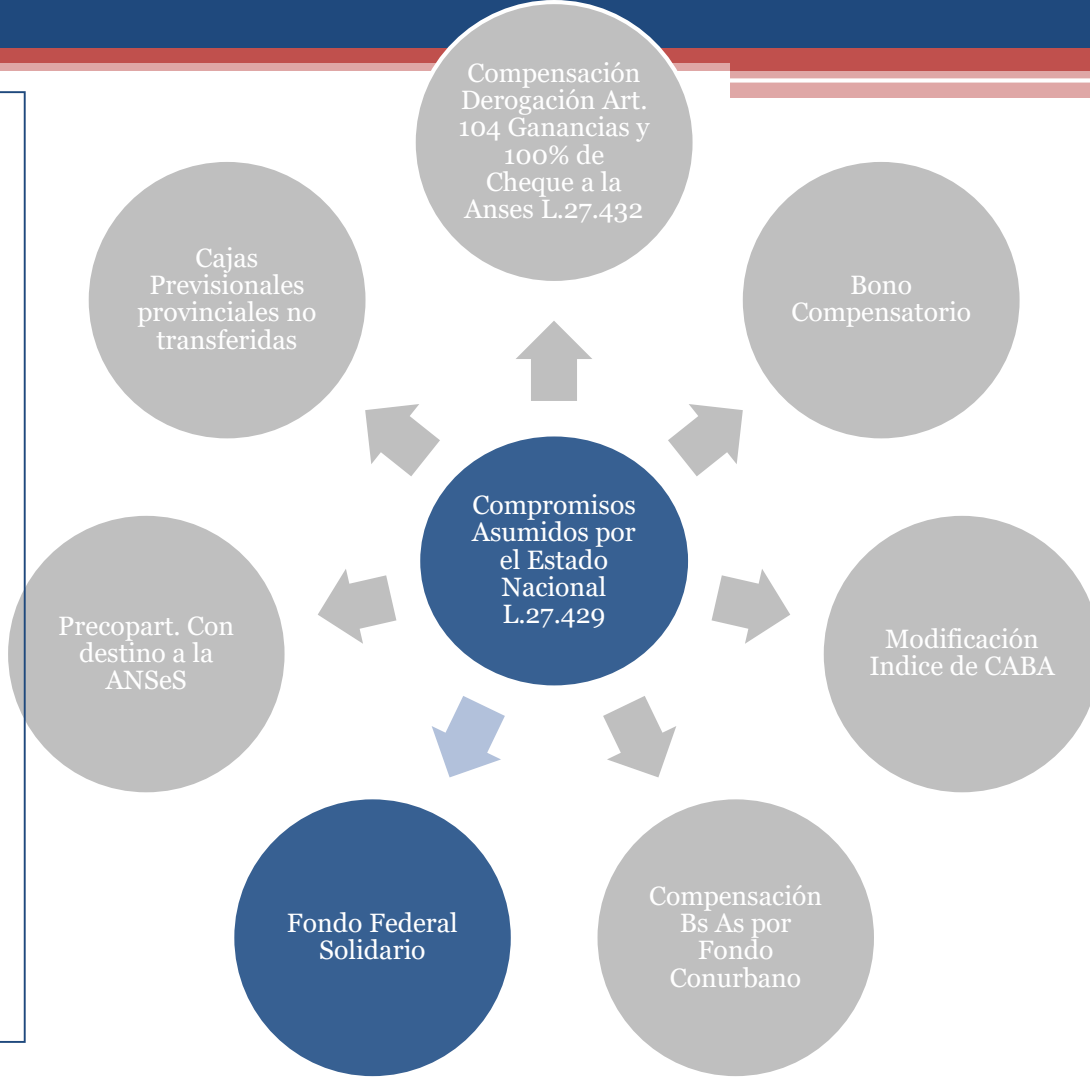 Compensación
Derogación Art.
104 Ganancias y
100% de
Cheque a la
Anses L.27.432
Bono
Compensatorio
Modificación
Indice de CABA
Compensación
Bs As por
Fondo
Conurbano
Fondo Federal
Solidario
Precopart. Con
destino a la
ANSeS
Cajas
Previsionales
provinciales no
transferidas
Compromisos
Asumidos por
el Estado
Nacional
L.27.429